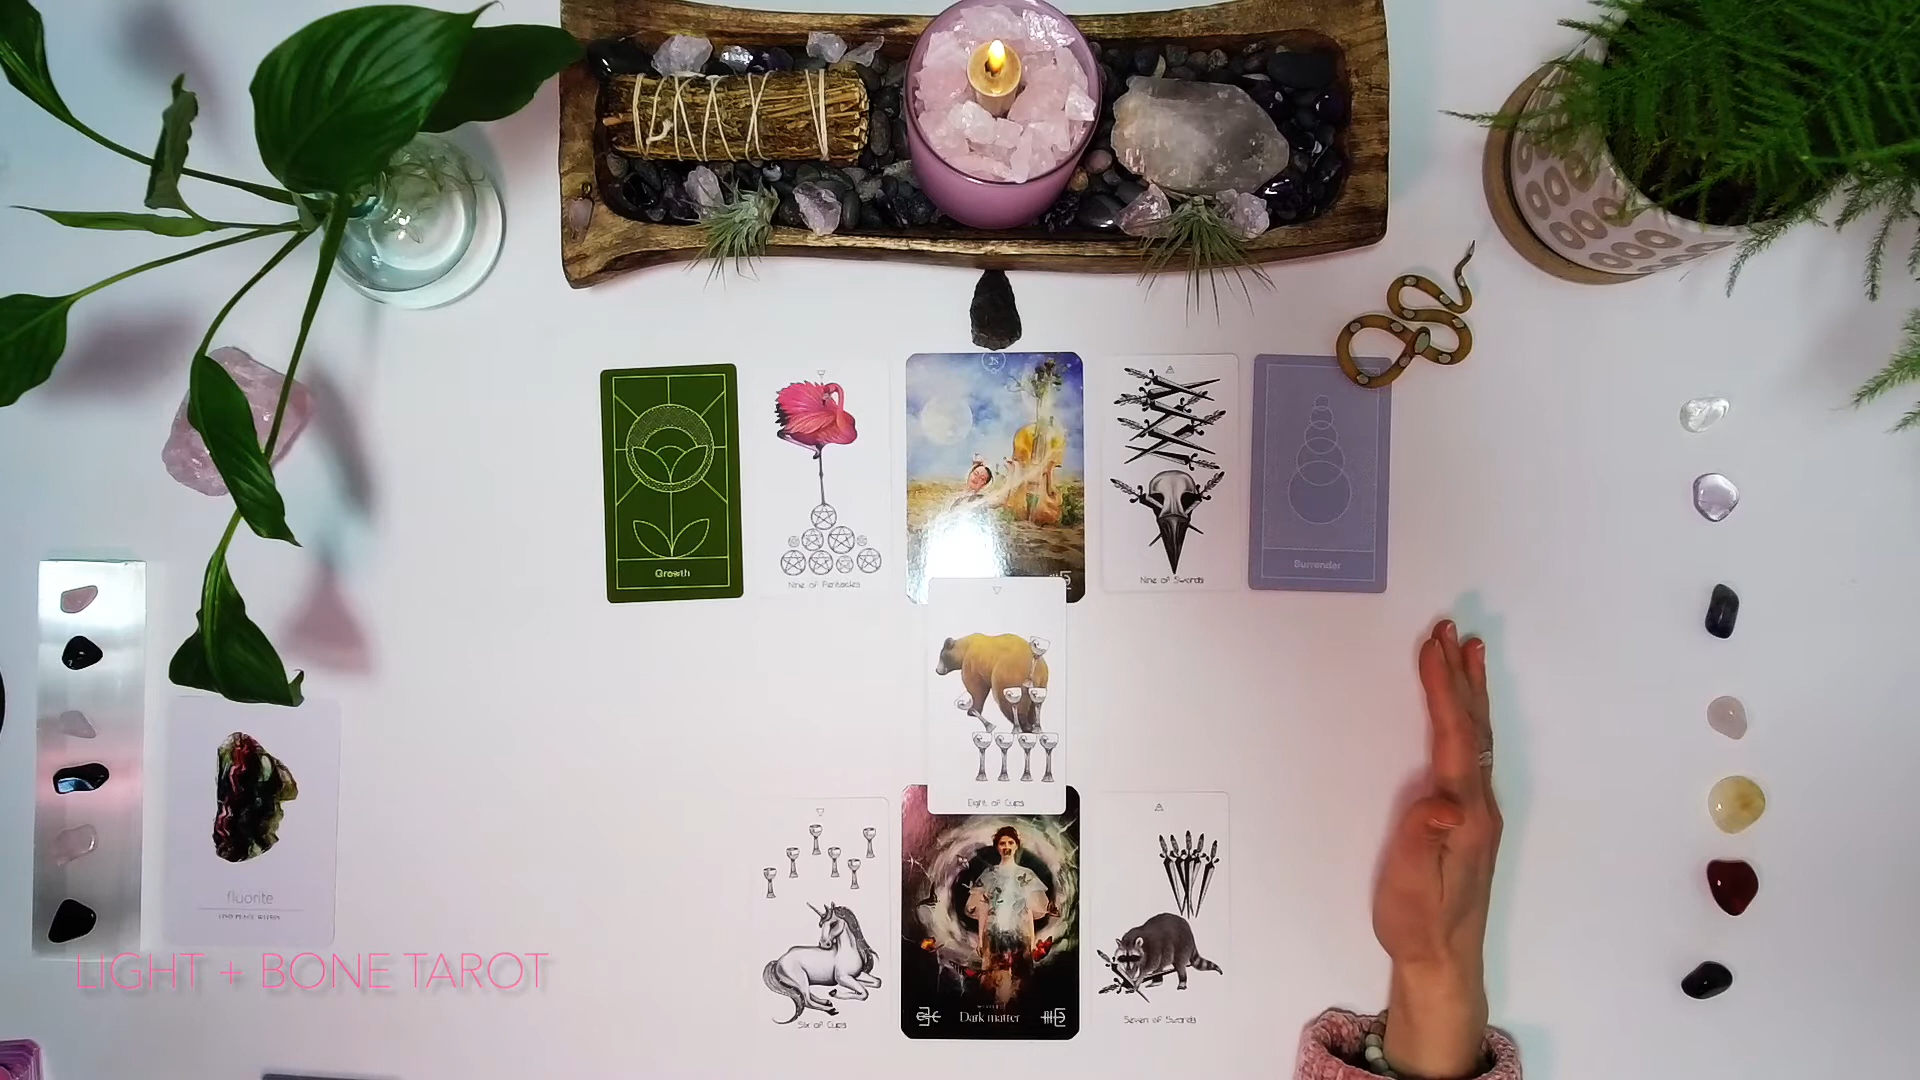 28
Growth
Nine of Pentacles
Nine of Swords
Surrender
Eight of Cups
fluorite
Six of Cups
Dark matter
Seven of Swords
LIGHT + BONE TAROT